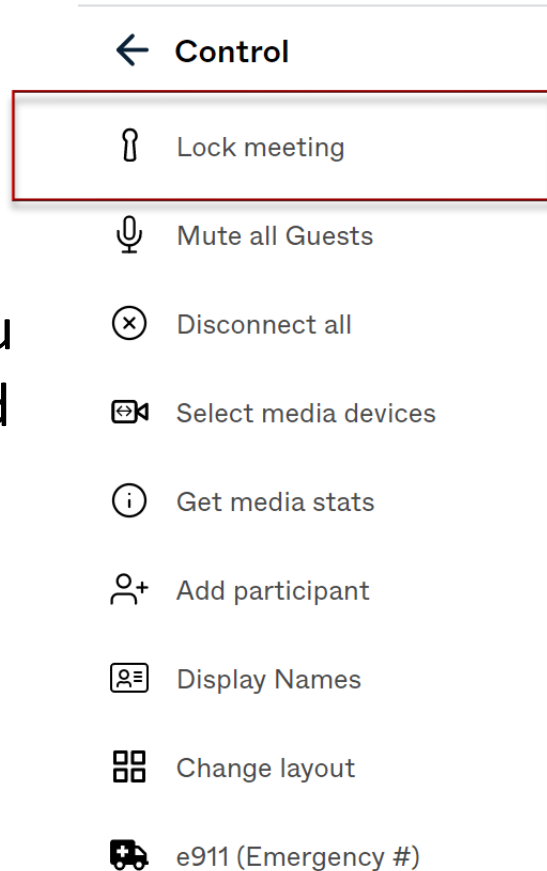 Control
Lock meeting
Mute all Guests
Disconnect all
Select media devices
Get media stats
Add participant
Display Names
Change layout
e911 (Emergency #)